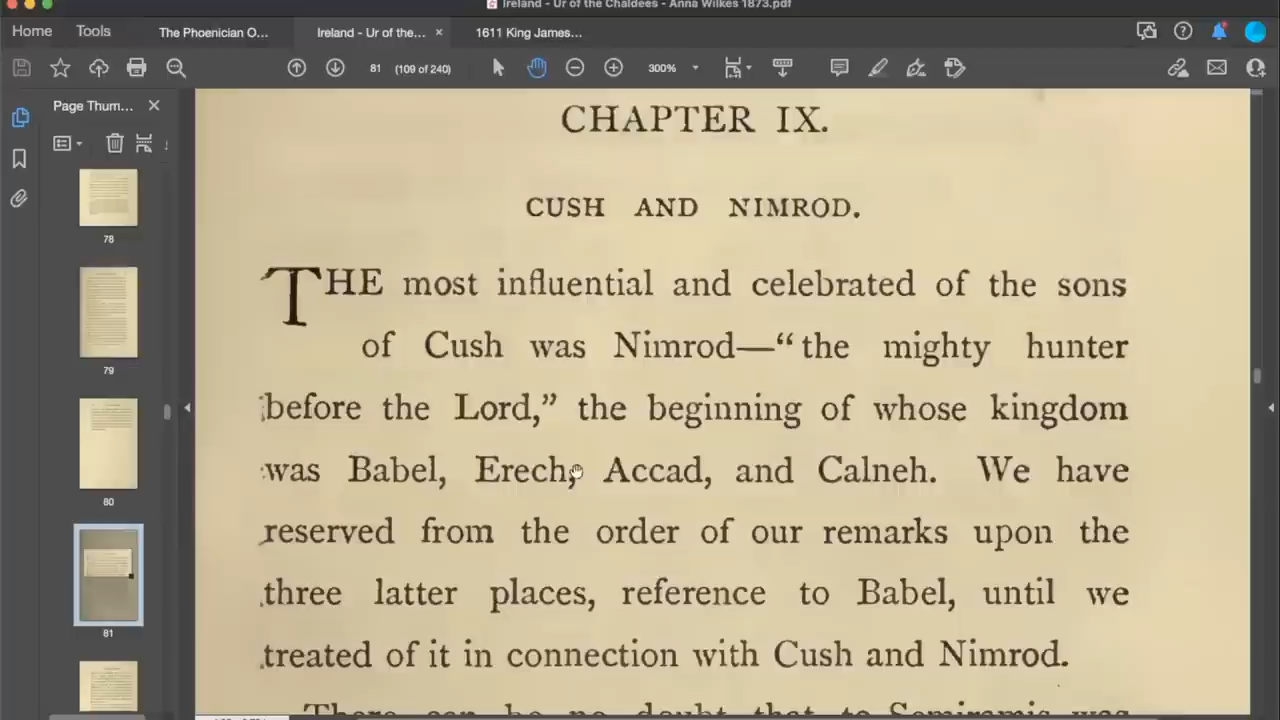 Ireland - Ur of the Chaldees - Anna Wilkes 1873.pdf
Home Tools The Phoenician O... Ireland - Ur of the... × 1611 King James...
81 (109 of 240) 300%
Page Thum... ×
78
79
80
81
CHAPTER IX.
CUSH AND NIMROD.
THE most influential and celebrated of the sons
of Cush was Nimrod—“the mighty hunter
before the Lord,” the beginning of whose kingdom
was Babel, Erech, Accad, and Calneh. We have
reserved from the order of our remarks upon the
three latter places, reference to Babel, until we
treated of it in connection with Cush and Nimrod.
There can be no doubt that to Semiramis was